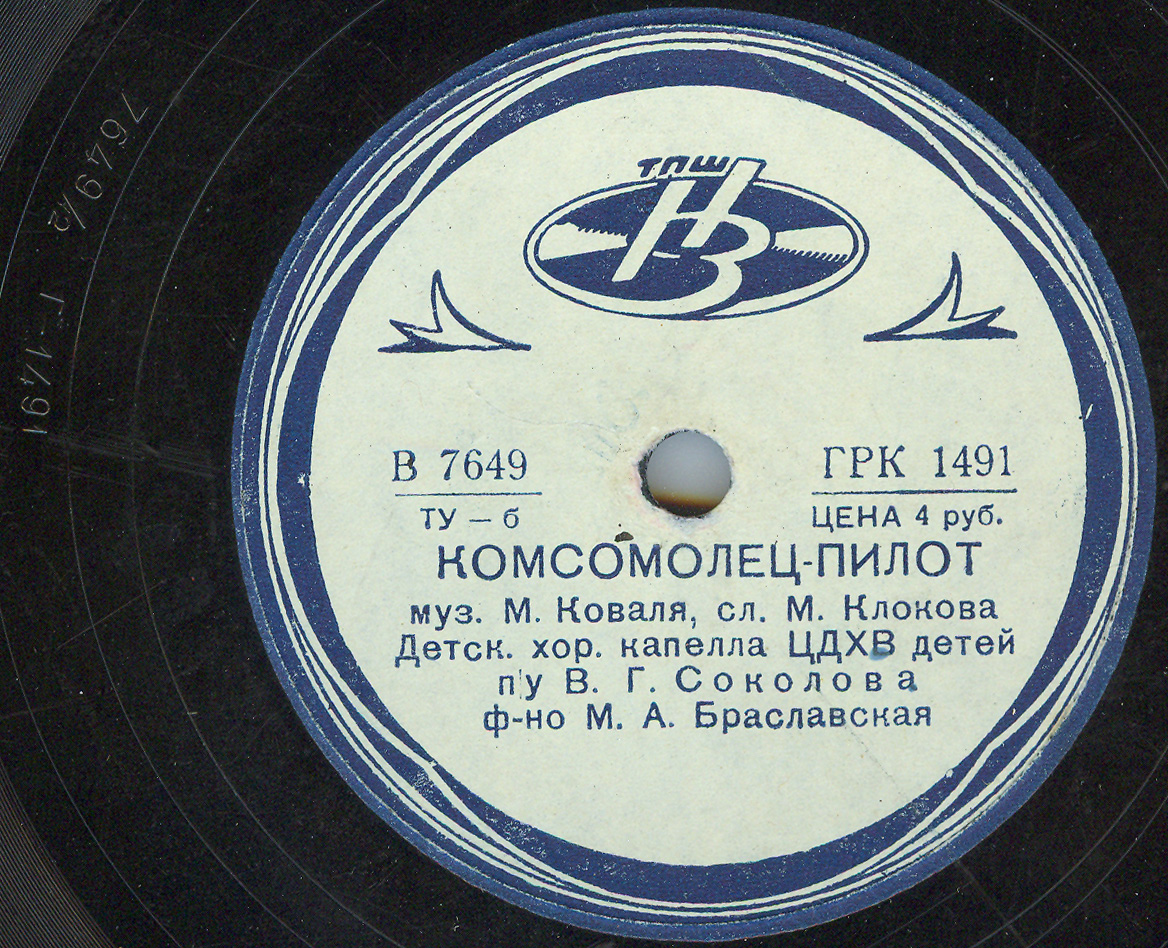 ТПШ
НЗ
В 7649 ГРК 1491
ТУ — б ЦЕНА 4 руб.
КОМСОМОЛЕЦ-ПИЛОТ
муз. М. Коваля, сл. М. Клокова
Детск. хор. капелла ЦДХВ детей
п/у В. Г. Соколова
ф-но М. А. Браславская
7649/2
Г-1491